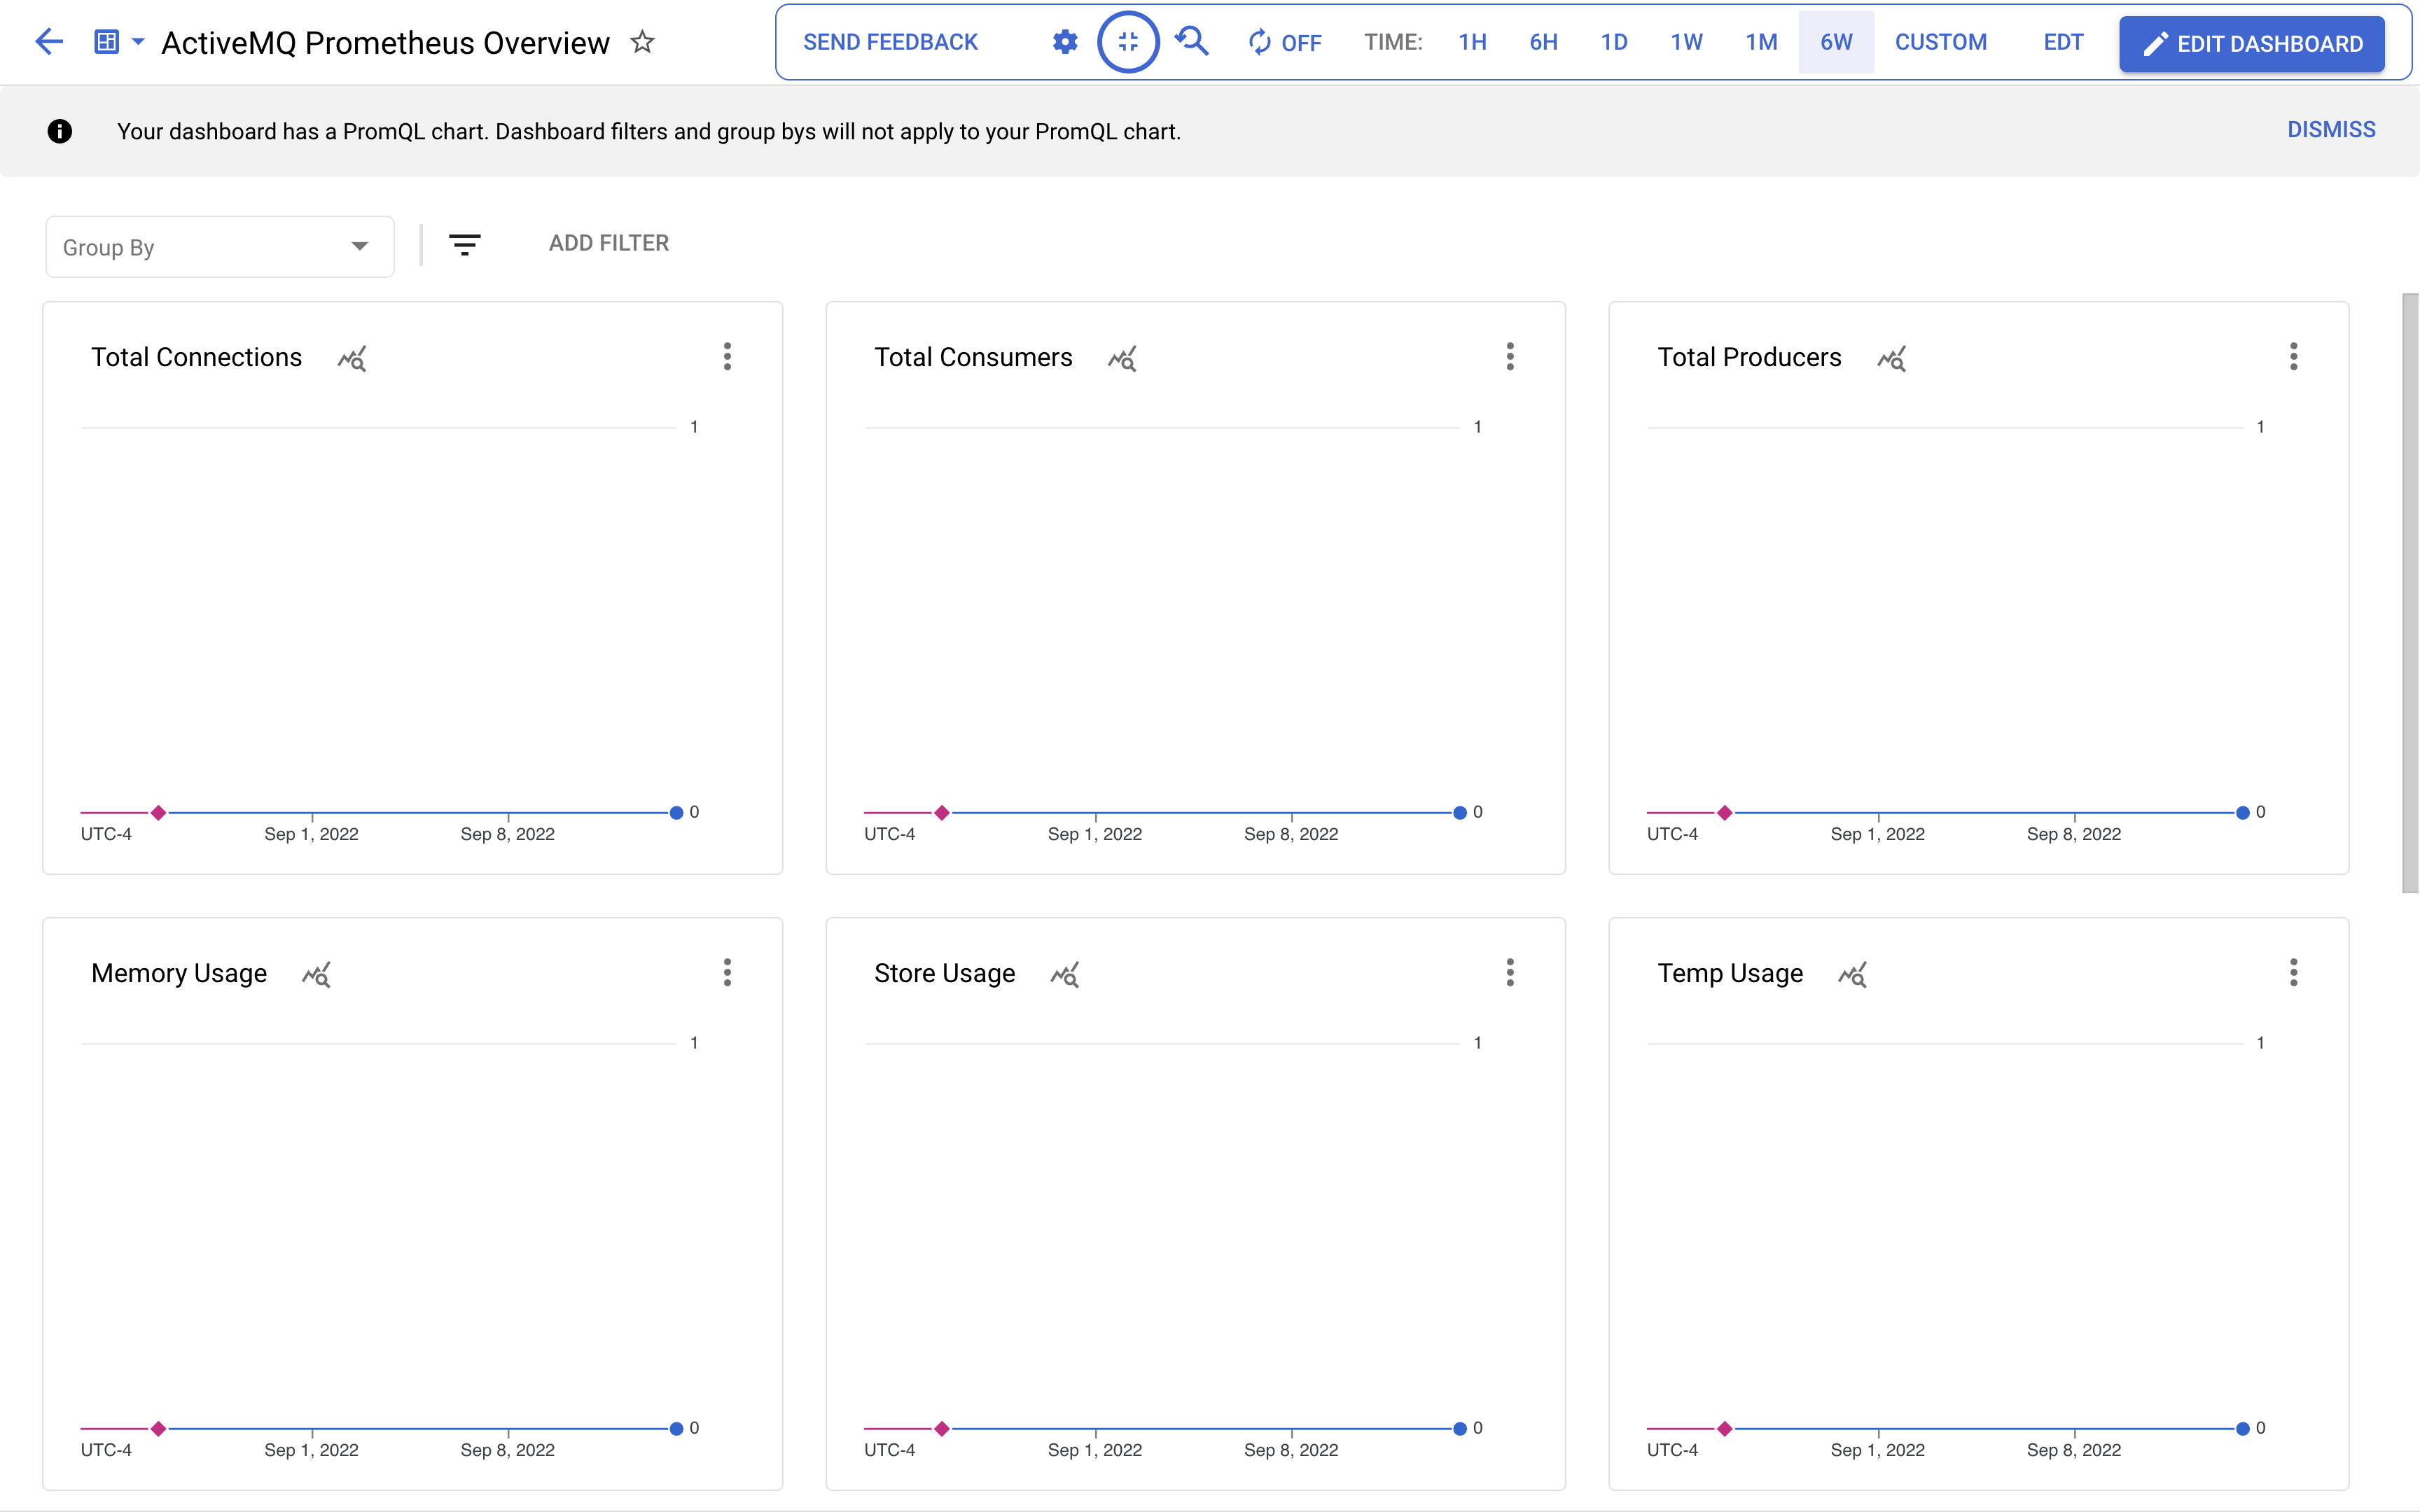 ActiveMQ Prometheus Overview
SEND FEEDBACK OFF TIME: 1H 6H 1D 1W 1M 6W CUSTOM EDT EDIT DASHBOARD
Your dashboard has a PromQL chart. Dashboard filters and group bys will not apply to your PromQL chart.
DISMISS
Group By
ADD FILTER
Total Connections
1
0
UTC-4 Sep 1, 2022 Sep 8, 2022
Total Consumers
1
0
UTC-4 Sep 1, 2022 Sep 8, 2022
Total Producers
1
0
UTC-4 Sep 1, 2022 Sep 8, 2022
Memory Usage
1
0
UTC-4 Sep 1, 2022 Sep 8, 2022
Store Usage
1
0
UTC-4 Sep 1, 2022 Sep 8, 2022
Temp Usage
1
0
UTC-4 Sep 1, 2022 Sep 8, 2022